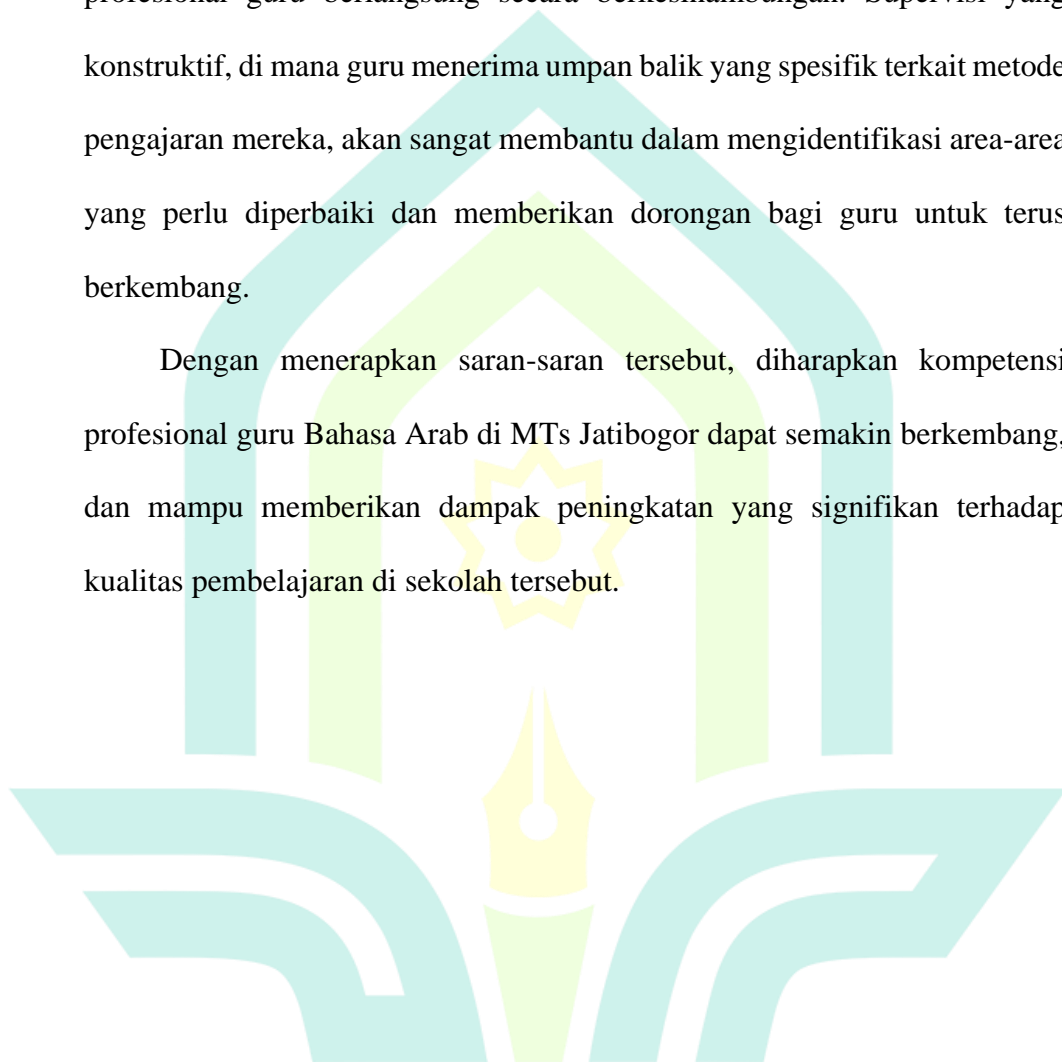 profesional guru berlangsung secara berkesinambungan. Supervisi yang
konstruktif, di mana guru menerima umpan balik yang spesifik terkait metode
pengajaran mereka, akan sangat membantu dalam mengidentifikasi area-area
yang perlu diperbaiki dan memberikan dorongan bagi guru untuk terus
berkembang.
Dengan menerapkan saran-saran tersebut, diharapkan kompetensi
profesional guru Bahasa Arab di MTs Jatibogor dapat semakin berkembang,
dan mampu memberikan dampak peningkatan yang signifikan terhadap
kualitas pembelajaran di sekolah tersebut.